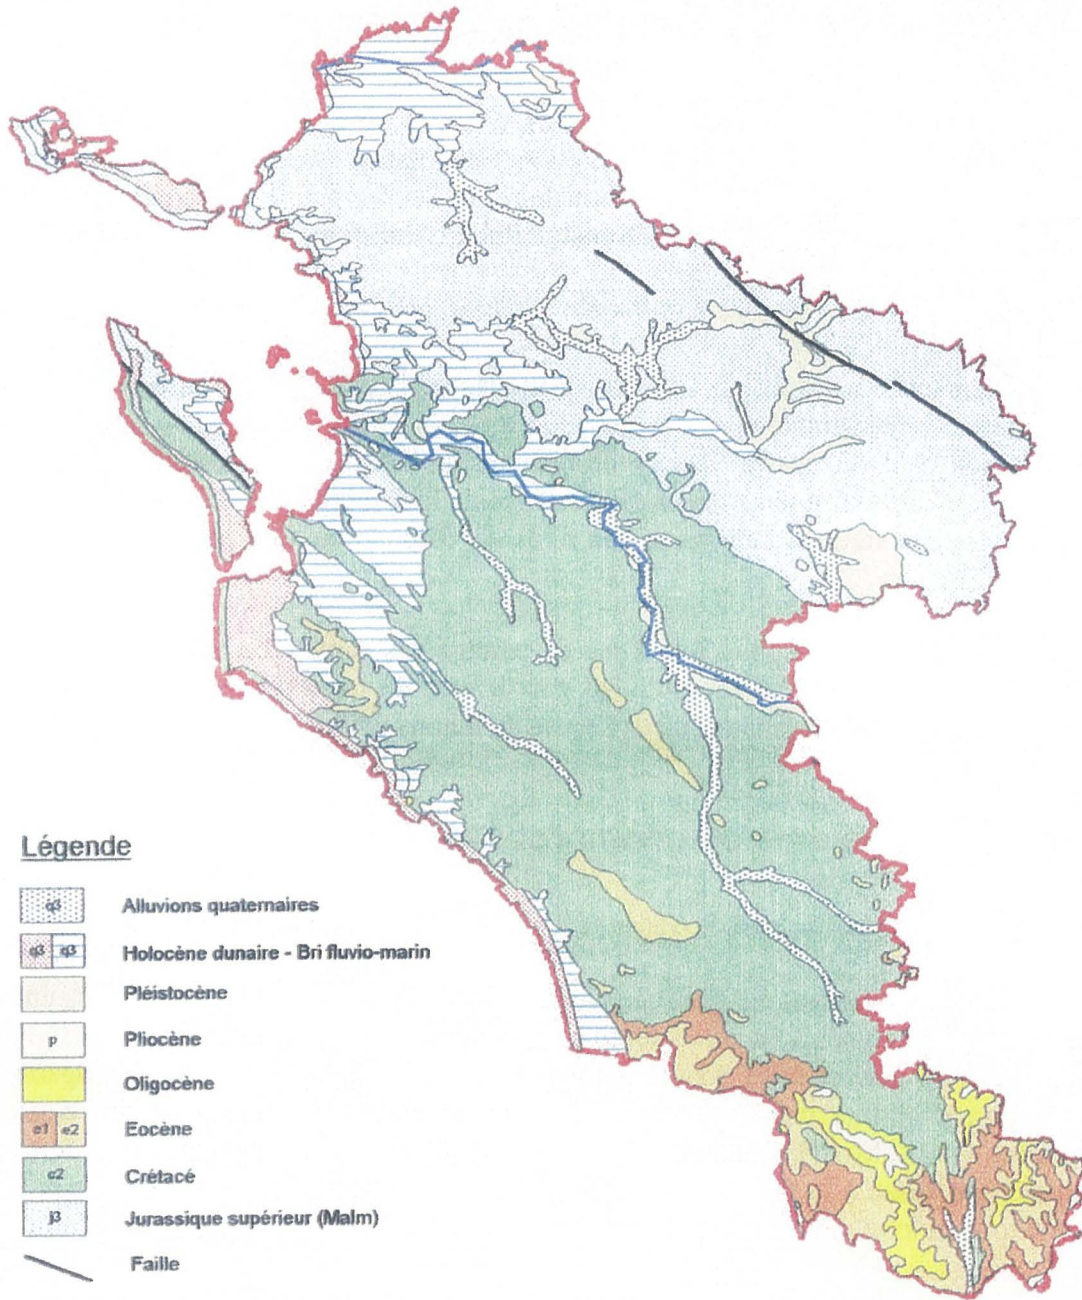 Légende
q3 Alluvions quaternaires
q3 q3 Holocène dunaire - Bri fluvio-marin
Pléistocène
p Pliocène
Oligocène
e1 e2 Eocène
c2 Crétacé
j3 Jurassique supérieur (Malm)
Faille